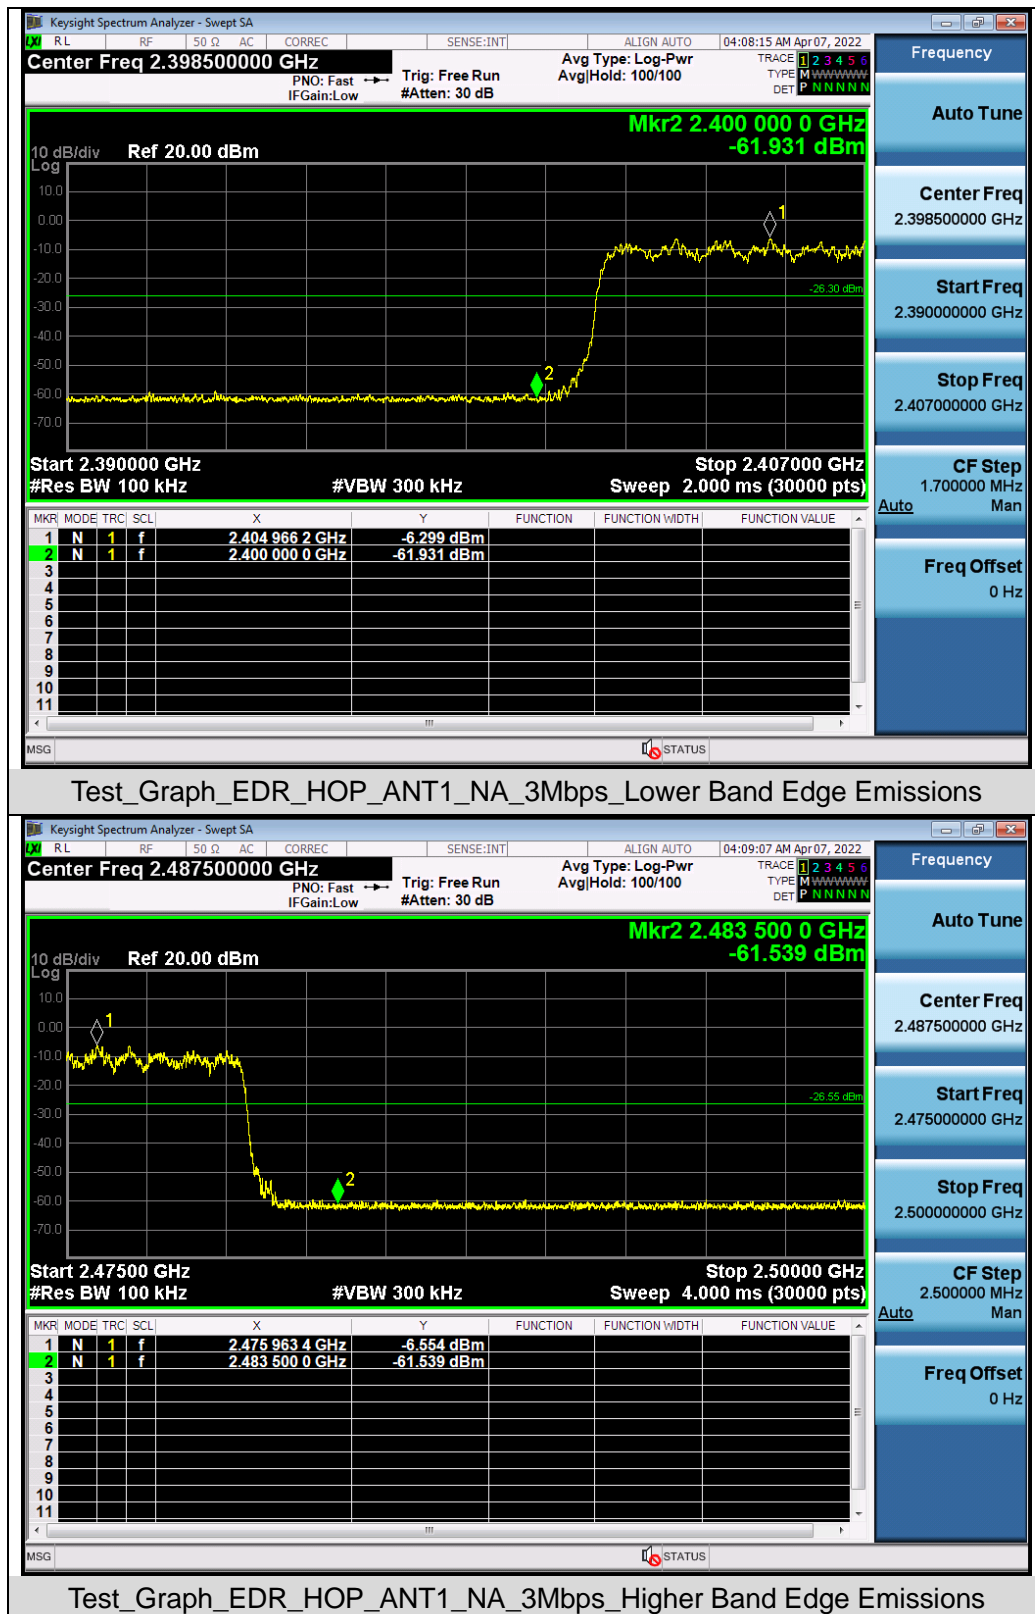 Keysight Spectrum Analyzer - Swept SA
LXI RL RF 50 Ω AC CORREC SENSE:INT ALIGN AUTO 04:08:15 AM Apr 07, 2022
Center Freq 2.398500000 GHz
PNO: Fast
IFGain:Low
Trig: Free Run
#Atten: 30 dB
Avg Type: Log-Pwr
Avg|Hold: 100/100
TRACE 1 2 3 4 5 6
TYPE M WWWWW
DET P N N N N N
Mkr2 2.400 000 0 GHz
-61.931 dBm
10 dB/div Ref 20.00 dBm
Log
10.0
0.00
-10.0
-20.0
-30.0
-40.0
-50.0
-60.0
-70.0
1
-26.30 dBm
2
Start 2.390000 GHz Stop 2.407000 GHz
#Res BW 100 kHz #VBW 300 kHz Sweep 2.000 ms (30000 pts)
MKR MODE TRC SCL X Y FUNCTION FUNCTION WIDTH FUNCTION VALUE
1 N 1 f 2.404 966 2 GHz -6.299 dBm
2 N 1 f 2.400 000 0 GHz -61.931 dBm
3
4
5
6
7
8
9
10
11
MSG STATUS
Frequency
Auto Tune
Center Freq
2.398500000 GHz
Start Freq
2.390000000 GHz
Stop Freq
2.407000000 GHz
CF Step
1.700000 MHz
Auto Man
Freq Offset
0 Hz
Test_Graph_EDR_HOP_ANT1_NA_3Mbps_Lower Band Edge Emissions
Keysight Spectrum Analyzer - Swept SA
LXI RL RF 50 Ω AC CORREC SENSE:INT ALIGN AUTO 04:09:07 AM Apr 07, 2022
Center Freq 2.487500000 GHz
PNO: Fast
IFGain:Low
Trig: Free Run
#Atten: 30 dB
Avg Type: Log-Pwr
Avg|Hold: 100/100
TRACE 1 2 3 4 5 6
TYPE M WWWWW
DET P N N N N N
Mkr2 2.483 500 0 GHz
-61.539 dBm
10 dB/div Ref 20.00 dBm
Log
10.0
0.00
-10.0
-20.0
-30.0
-40.0
-50.0
-60.0
-70.0
1
-26.55 dBm
2
Start 2.47500 GHz Stop 2.50000 GHz
#Res BW 100 kHz #VBW 300 kHz Sweep 4.000 ms (30000 pts)
MKR MODE TRC SCL X Y FUNCTION FUNCTION WIDTH FUNCTION VALUE
1 N 1 f 2.475 963 4 GHz -6.554 dBm
2 N 1 f 2.483 500 0 GHz -61.539 dBm
3
4
5
6
7
8
9
10
11
MSG STATUS
Frequency
Auto Tune
Center Freq
2.487500000 GHz
Start Freq
2.475000000 GHz
Stop Freq
2.500000000 GHz
CF Step
2.500000 MHz
Auto Man
Freq Offset
0 Hz
Test_Graph_EDR_HOP_ANT1_NA_3Mbps_Higher Band Edge Emissions